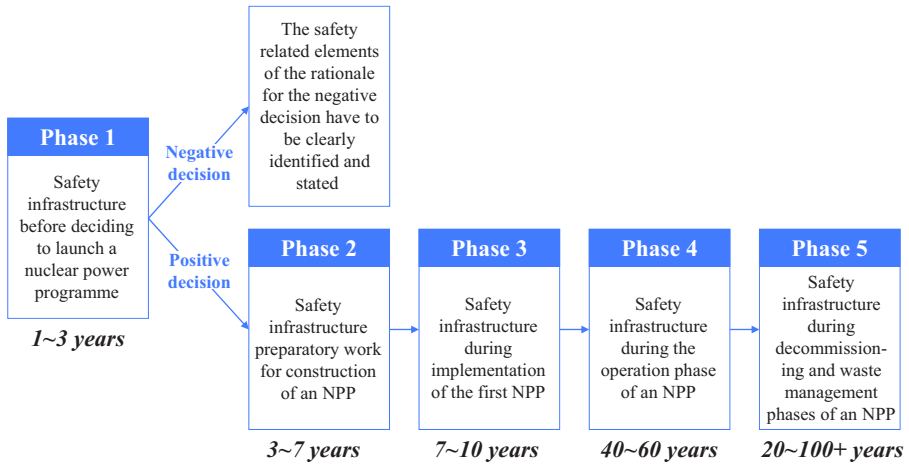 The safety
related elements
of the rationale
for the negative
decision have to
be clearly
identified and
stated
Phase 1
Safety
infrastructure
before deciding
to launch a
nuclear power
programme
1~3 years
Negative
decision
Positive
decision
Phase 2
Safety
infrastructure
preparatory work
for construction
of an NPP
3~7 years
Phase 3
Safety
infrastructure
during
implementation
of the first NPP
7~10 years
Phase 4
Safety
infrastructure
during the
operation phase
of an NPP
40~60 years
Phase 5
Safety
infrastructure
during
decommission-
ing and waste
management
phases of an NPP
20~100+ years